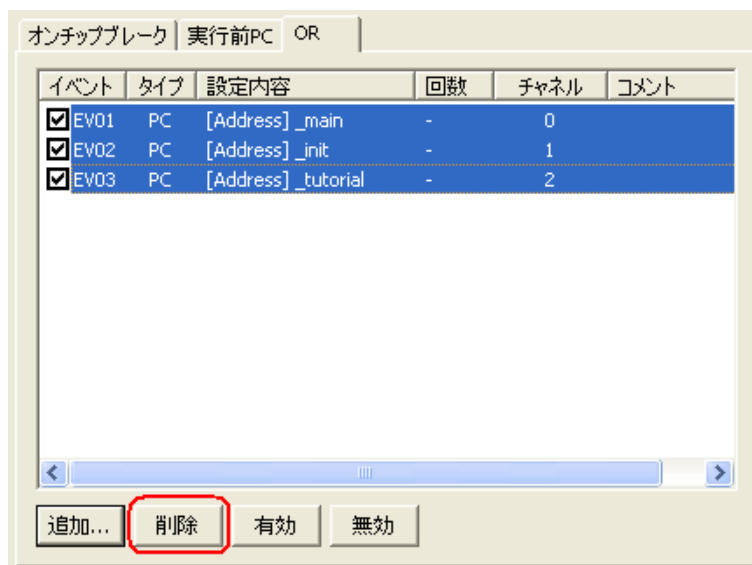 オンチップブレーク 実行前PC OR
イベント タイプ 設定内容 回数 チャネル コメント
EV01 PC [Address] _main - 0
EV02 PC [Address] _init - 1
EV03 PC [Address] _tutorial - 2
追加... 削除 有効 無効